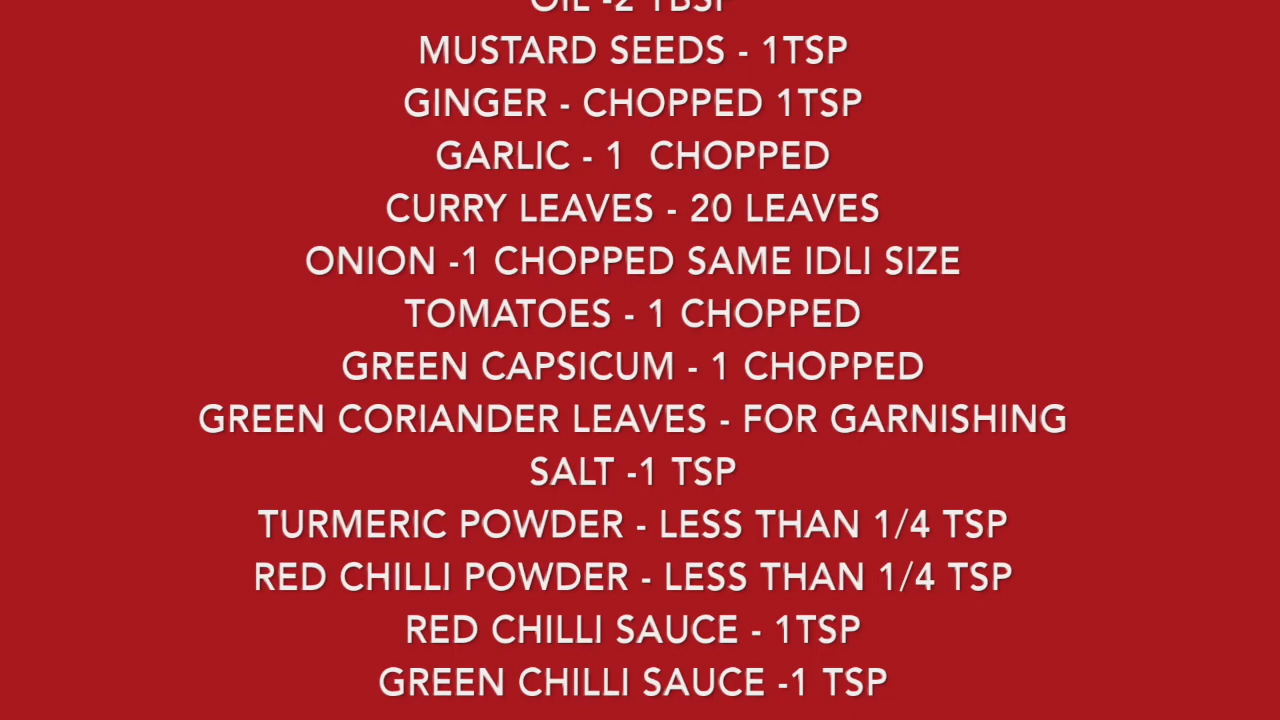 OIL -2 TBSP
MUSTARD SEEDS - 1TSP
GINGER - CHOPPED 1TSP
GARLIC - 1 CHOPPED
CURRY LEAVES - 20 LEAVES
ONION -1 CHOPPED SAME IDLI SIZE
TOMATOES - 1 CHOPPED
GREEN CAPSICUM - 1 CHOPPED
GREEN CORIANDER LEAVES - FOR GARNISHING
SALT -1 TSP
TURMERIC POWDER - LESS THAN 1/4 TSP
RED CHILLI POWDER - LESS THAN 1/4 TSP
RED CHILLI SAUCE - 1TSP
GREEN CHILLI SAUCE -1 TSP